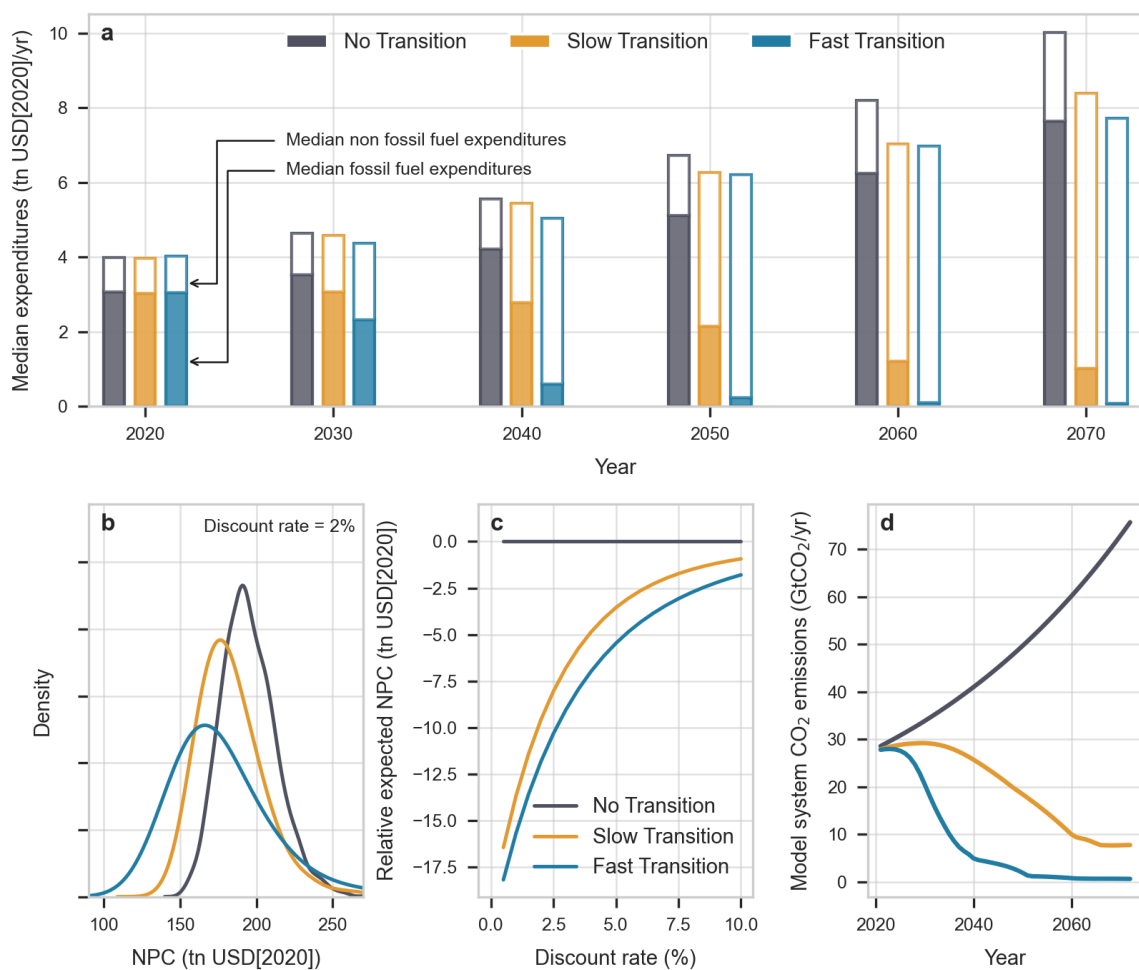 a
No Transition
Slow Transition
Fast Transition
Median expenditures (tn USD[2020]/yr)
10
8
6
4
2
0
Median non fossil fuel expenditures
Median fossil fuel expenditures
2020
2030
2040
2050
2060
2070
Year
b
Discount rate = 2%
Density
100
150
200
250
NPC (tn USD[2020])
c
Relative expected NPC (tn USD[2020])
0.0
−2.5
−5.0
−7.5
−10.0
−12.5
−15.0
−17.5
No Transition
Slow Transition
Fast Transition
0.0
2.5
5.0
7.5
10.0
Discount rate (%)
d
Model system CO₂ emissions (GtCO₂/yr)
70
60
50
40
30
20
10
0
2020
2040
2060
Year